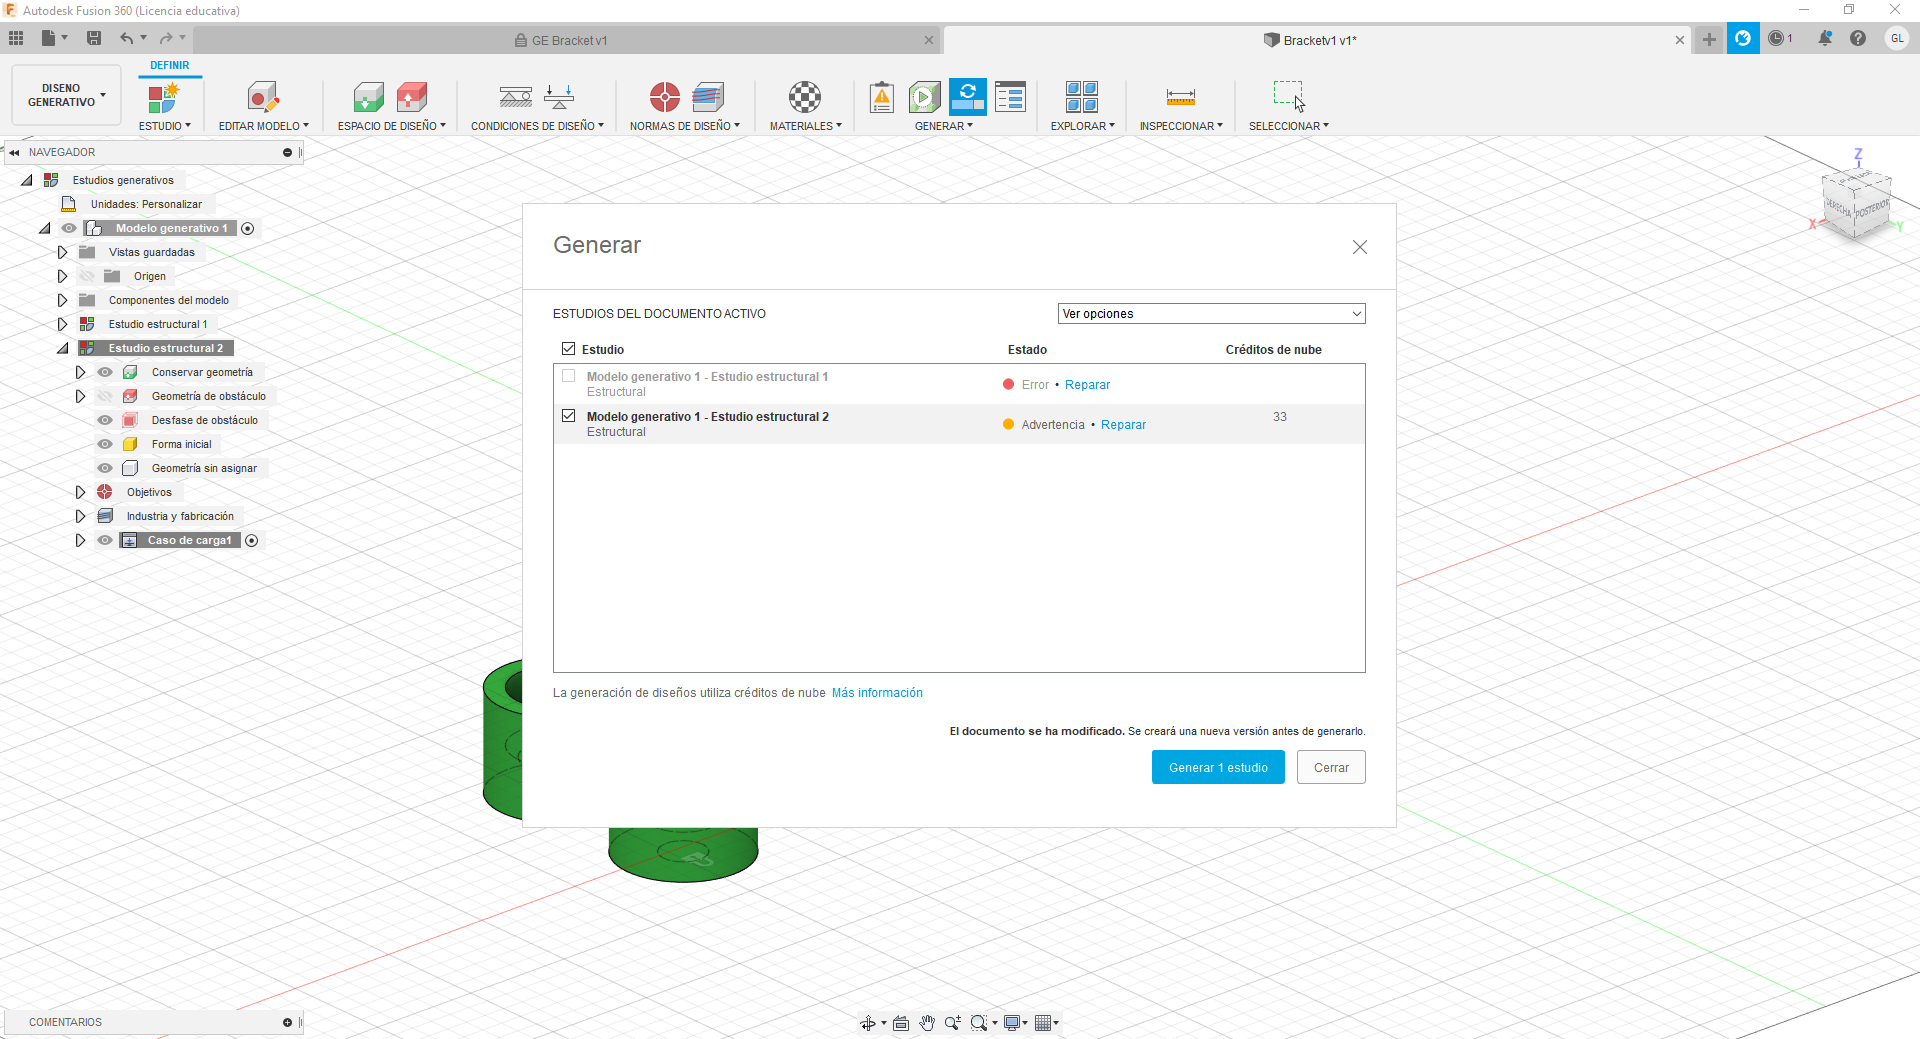 Autodesk Fusion 360 (Licencia educativa)
GE Bracket v1
Bracketv1 v1*
1
GL
DISEÑO
GENERATIVO
DEFINIR
ESTUDIO
EDITAR MODELO
ESPACIO DE DISEÑO
CONDICIONES DE DISEÑO
NORMAS DE DISEÑO
MATERIALES
GENERAR
EXPLORAR
INSPECCIONAR
SELECCIONAR
NAVEGADOR
Estudios generativos
Unidades: Personalizar
Modelo generativo 1
Vistas guardadas
Origen
Componentes del modelo
Estudio estructural 1
Estudio estructural 2
Conservar geometría
Geometría de obstáculo
Desfase de obstáculo
Forma inicial
Geometría sin asignar
Objetivos
Industria y fabricación
Caso de carga1
Z
DERECHA
POSTERIOR
X
Y
Generar
ESTUDIOS DEL DOCUMENTO ACTIVO
Ver opciones
Estudio
Estado
Créditos de nube
Modelo generativo 1 - Estudio estructural 1
Estructural
Error • Reparar
Modelo generativo 1 - Estudio estructural 2
Estructural
Advertencia • Reparar
33
La generación de diseños utiliza créditos de nube Más información
El documento se ha modificado. Se creará una nueva versión antes de generarlo.
Generar 1 estudio
Cerrar
COMENTARIOS